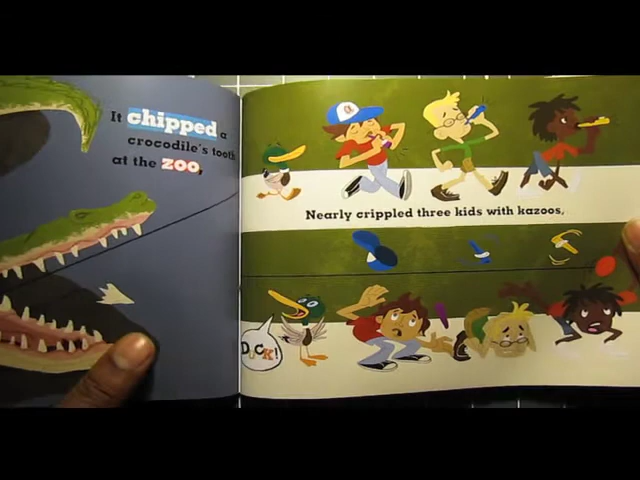 It chipped a
crocodile's tooth
at the zoo,
Nearly crippled three kids with kazoos,
DUCK!